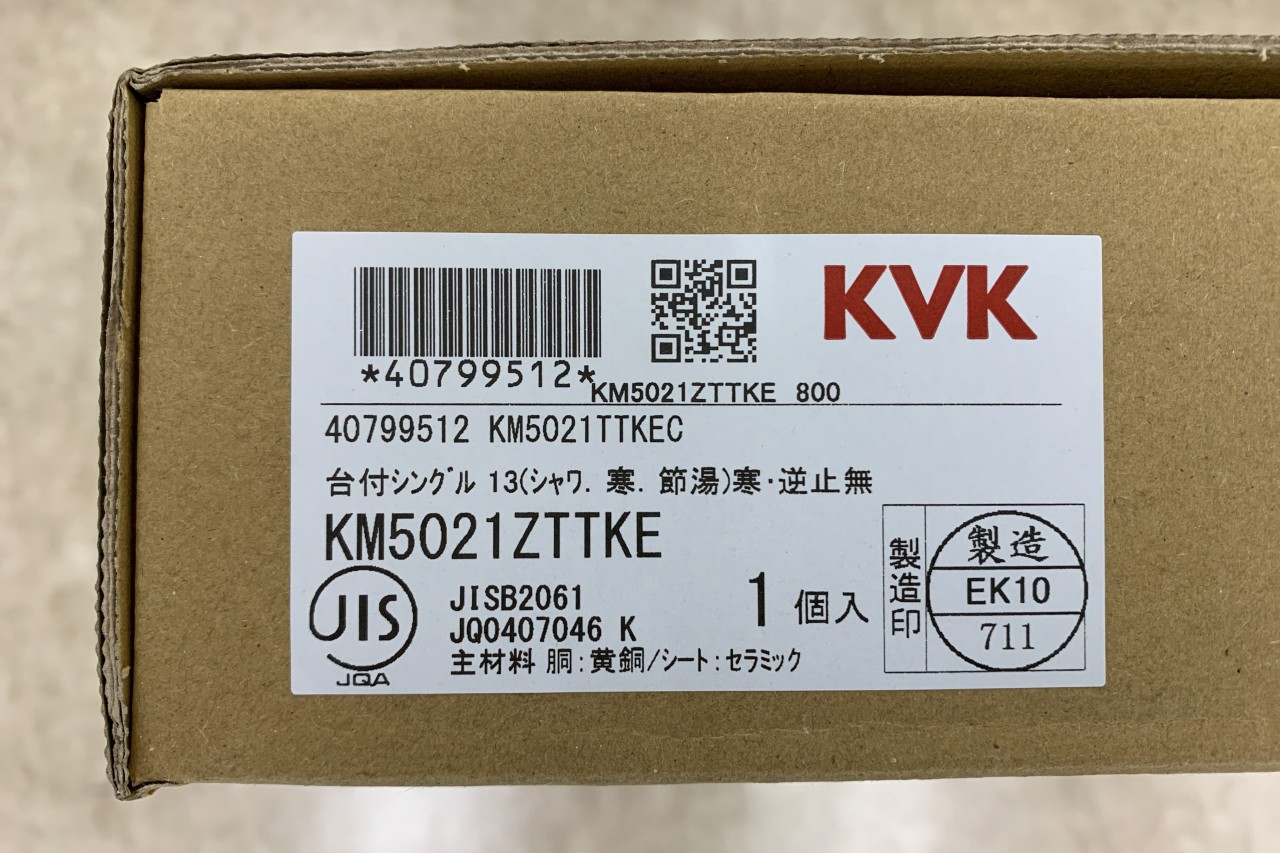 KVK
*40799512*
KM5021ZTTKE 800
40799512 KM5021TTKEC
台付シングル 13(シャワ. 寒. 節湯)寒・逆止無
KM5021ZTTKE
JIS
JQA
JISB2061
JQ0407046 K
主材料 胴:黄銅/シート:セラミック
1 個入
製造印
製造
EK10
711